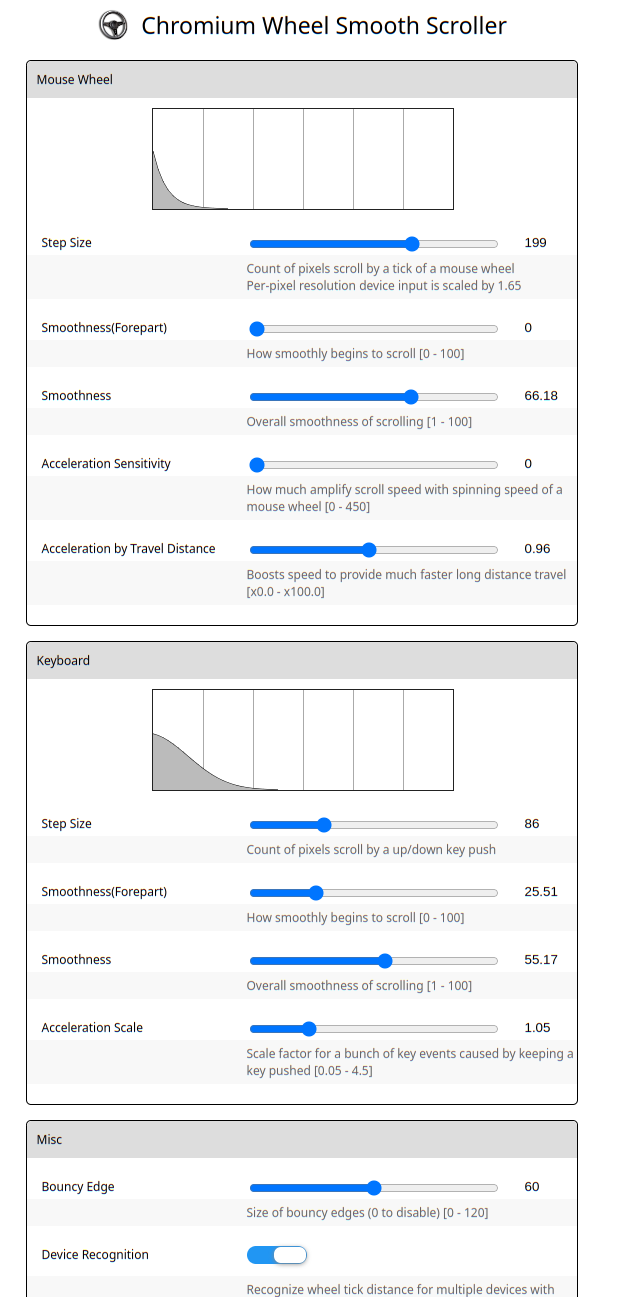 Chromium Wheel Smooth Scroller
Mouse Wheel
Step Size 199
Count of pixels scroll by a tick of a mouse wheel
Per-pixel resolution device input is scaled by 1.65
Smoothness(Forepart) 0
How smoothly begins to scroll [0 - 100]
Smoothness 66.18
Overall smoothness of scrolling [1 - 100]
Acceleration Sensitivity 0
How much amplify scroll speed with spinning speed of a
mouse wheel [0 - 450]
Acceleration by Travel Distance 0.96
Boosts speed to provide much faster long distance travel
[x0.0 - x100.0]
Keyboard
Step Size 86
Count of pixels scroll by a up/down key push
Smoothness(Forepart) 25.51
How smoothly begins to scroll [0 - 100]
Smoothness 55.17
Overall smoothness of scrolling [1 - 100]
Acceleration Scale 1.05
Scale factor for a bunch of key events caused by keeping a
key pushed [0.05 - 4.5]
Misc
Bouncy Edge 60
Size of bouncy edges (0 to disable) [0 - 120]
Device Recognition
Recognize wheel tick distance for multiple devices with